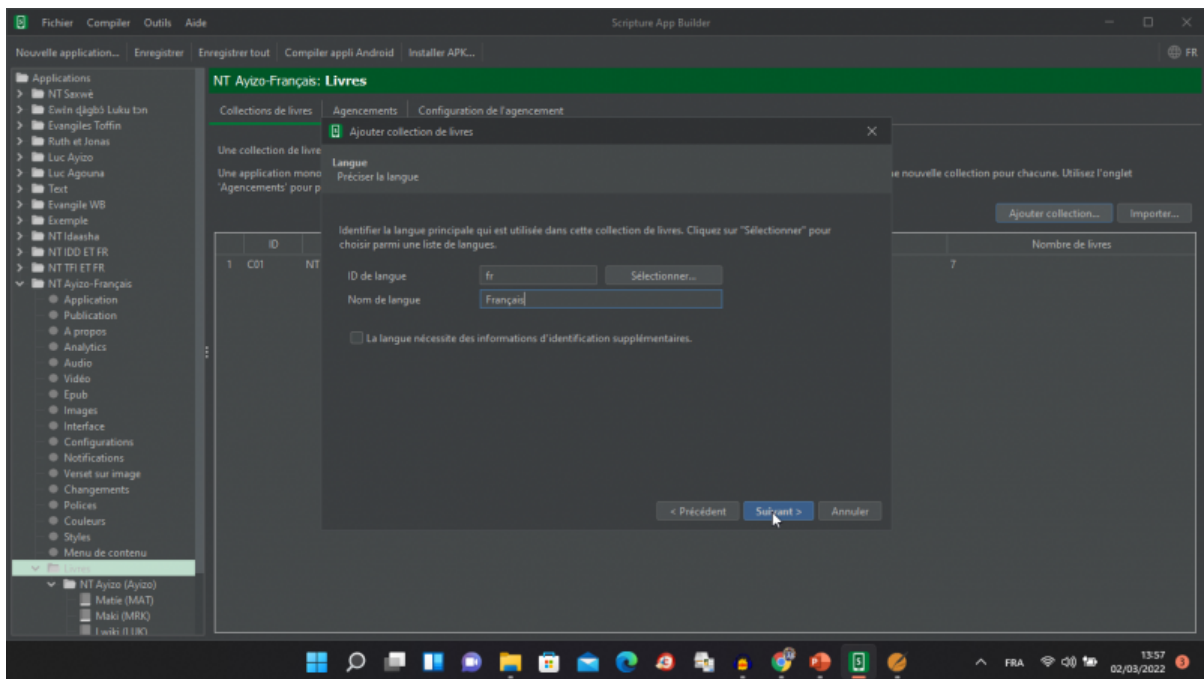 Fichier Compiler Outils Aide
Scripture App Builder
Nouvelle application... Enregistrer Enregistrer tout Compiler appli Android Installer APK...
FR
Applications
NT Saxwè
Ewin ɖagbó Luku tɔn
Evangiles Toffin
Ruth et Jonas
Luc Ayizo
Luc Agouna
Text
Evangile WB
Exemple
NT Idaasha
NT IDD ET FR
NT TFI ET FR
NT Ayizo-Français
Application
Publication
A propos
Analytics
Audio
Vidéo
Epub
Images
Interface
Configurations
Notifications
Verset sur image
Changements
Polices
Couleurs
Styles
Menu de contenu
Livres
NT Ayizo (Ayizo)
Matie (MAT)
Maki (MRK)
NT Ayizo-Français: Livres
Collections de livres Agencements Configuration de l'agencement
Une collection de livre
Une application mono
'Agencements' pour p
e nouvelle collection pour chacune. Utilisez l'onglet
Ajouter collection... Importer...
ID
Nombre de livres
1 C01 NT
7
Ajouter collection de livres
Langue
Préciser la langue
Identifier la langue principale qui est utilisée dans cette collection de livres. Cliquez sur "Sélectionner" pour
choisir parmi une liste de langues.
ID de langue fr Sélectionner...
Nom de langue Français
La langue nécessite des informations d'identification supplémentaires.
< Précédent Suivant > Annuler
FRA
13:57
02/03/2022
3